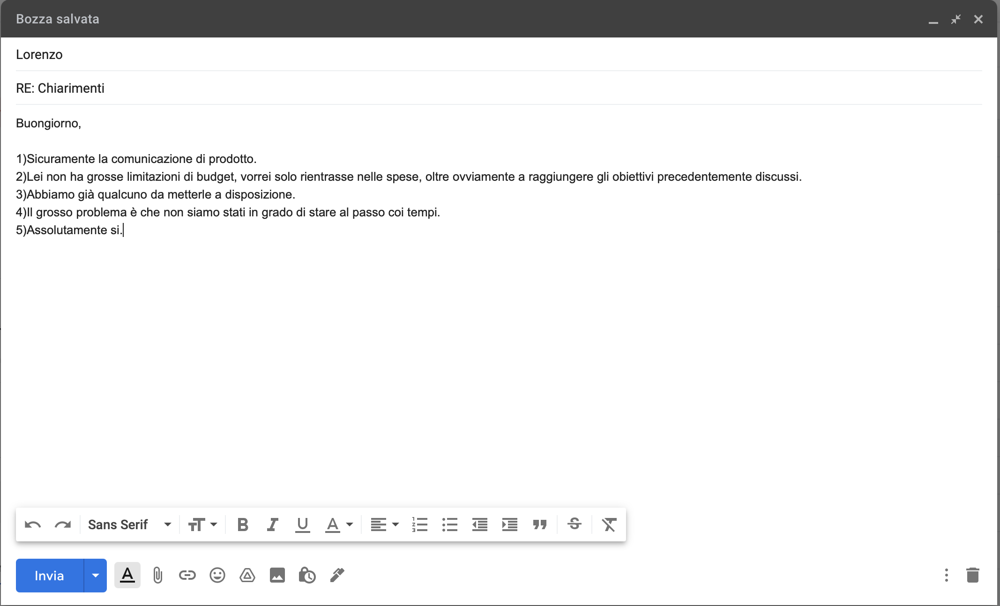 Bozza salvata
Lorenzo
RE: Chiarimenti
Buongiorno,
1)Sicuramente la comunicazione di prodotto.
2)Lei non ha grosse limitazioni di budget, vorrei solo rientrasse nelle spese, oltre ovviamente a raggiungere gli obiettivi precedentemente discussi.
3)Abbiamo già qualcuno da metterle a disposizione.
4)Il grosso problema è che non siamo stati in grado di stare al passo coi tempi.
5)Assolutamente si.
Sans Serif
Invia